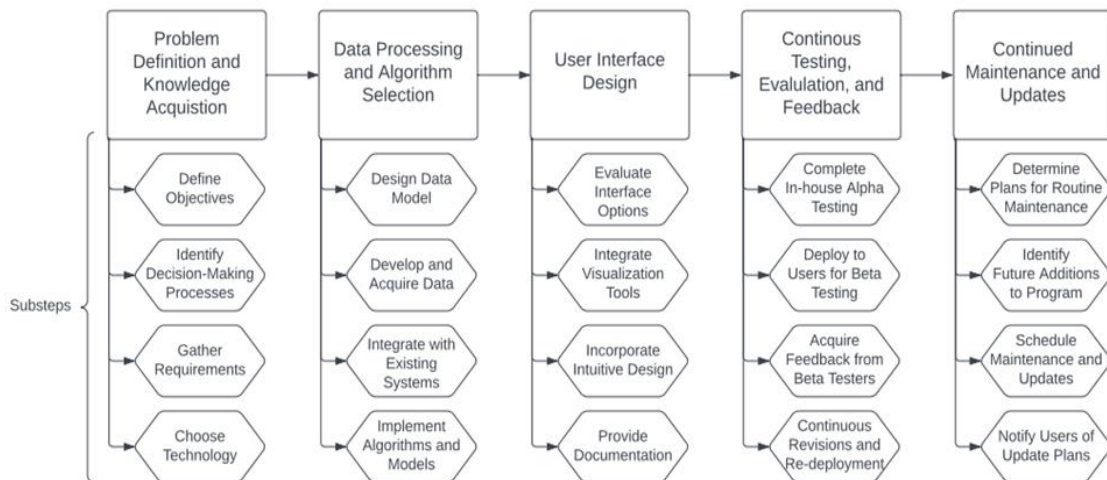 Problem
Definition and
Knowledge
Acquistion
Data Processing
and Algorithm
Selection
User Interface
Design
Continous
Testing,
Evalulation, and
Feedback
Continued
Maintenance and
Updates
Substeps
Define
Objectives
Identify
Decision-Making
Processes
Gather
Requirements
Choose
Technology
Design Data
Model
Develop and
Acquire Data
Integrate with
Existing
Systems
Implement
Algorithms and
Models
Evaluate
Interface
Options
Integrate
Visualization
Tools
Incorporate
Intuitive Design
Provide
Documentation
Complete
In-house Alpha
Testing
Deploy to
Users for Beta
Testing
Acquire
Feedback from
Beta Testers
Continuous
Revisions and
Re-deployment
Determine
Plans for Routine
Maintenance
Identify
Future Additions
to Program
Schedule
Maintenance and
Updates
Notify Users of
Update Plans